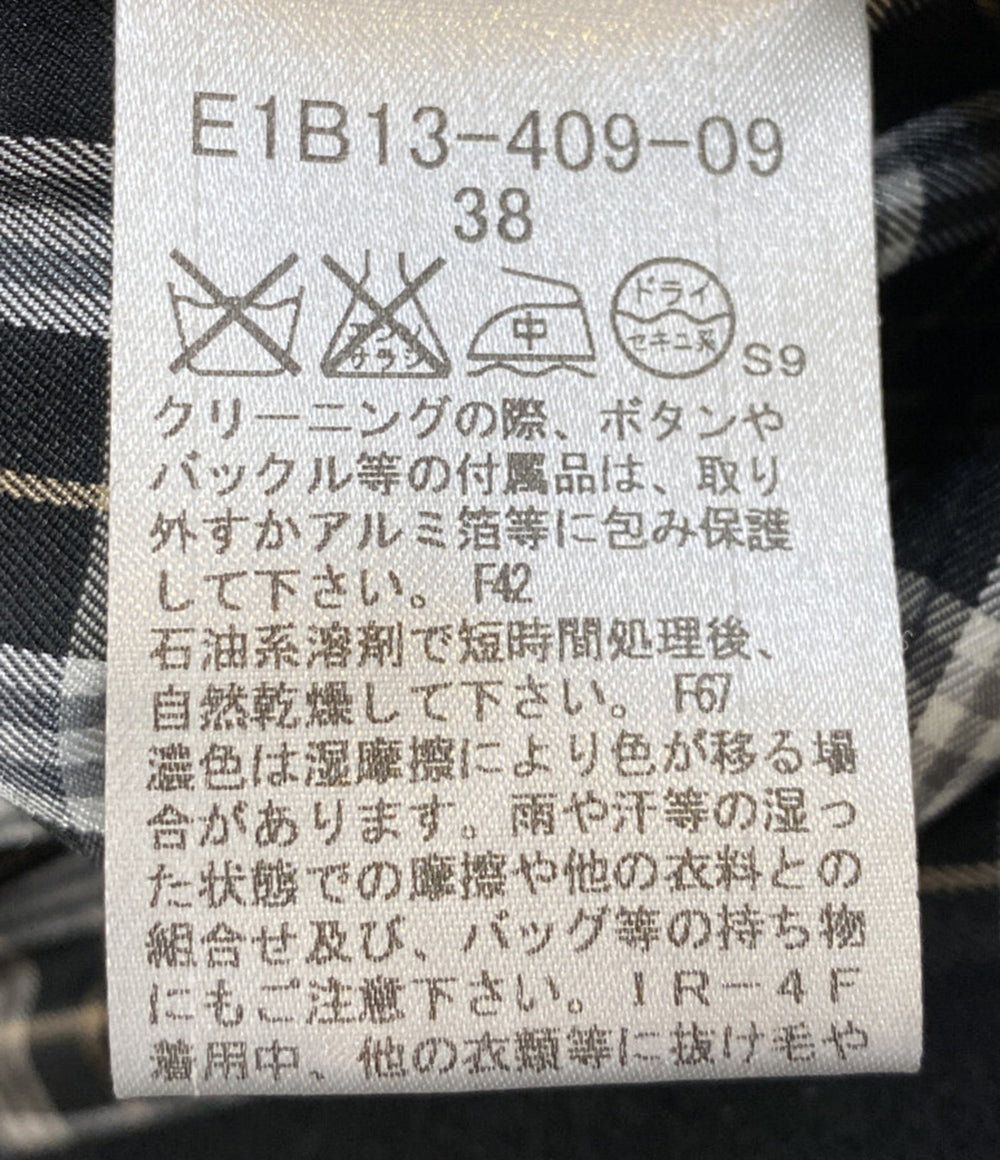 E1B13-409-09
38
エンソ
サラシ
中
ドライ
セキユ系
S9
クリーニングの際、ボタンや
バックル等の付属品は、取り
外すかアルミ箔等に包み保護
して下さい。 F42
石油系溶剤で短時間処理後、
自然乾燥して下さい。 F67
濃色は湿摩擦により色が移る場
合があります。雨や汗等の湿っ
た状態での摩擦や他の衣料との
組合せ及び、バッグ等の持ち物
にもご注意下さい。IR-4F
着用中、他の衣類等に抜け毛や